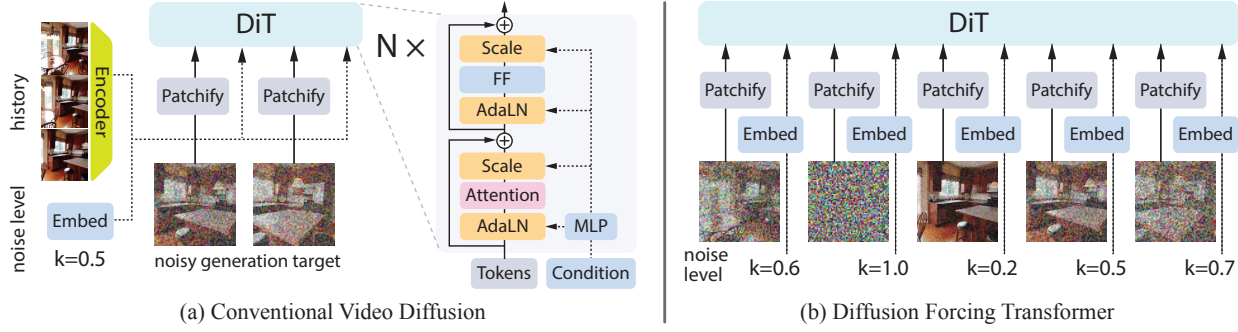 DiT
history
Encoder
Patchify
Patchify
noise level
Embed
k=0.5
noisy generation target
N ×
Scale
FF
AdaLN
Scale
Attention
AdaLN
MLP
Tokens
Condition
(a) Conventional Video Diffusion
DiT
Patchify
Patchify
Patchify
Patchify
Patchify
Embed
Embed
Embed
Embed
Embed
noise
level
k=0.6
k=1.0
k=0.2
k=0.5
k=0.7
(b) Diffusion Forcing Transformer